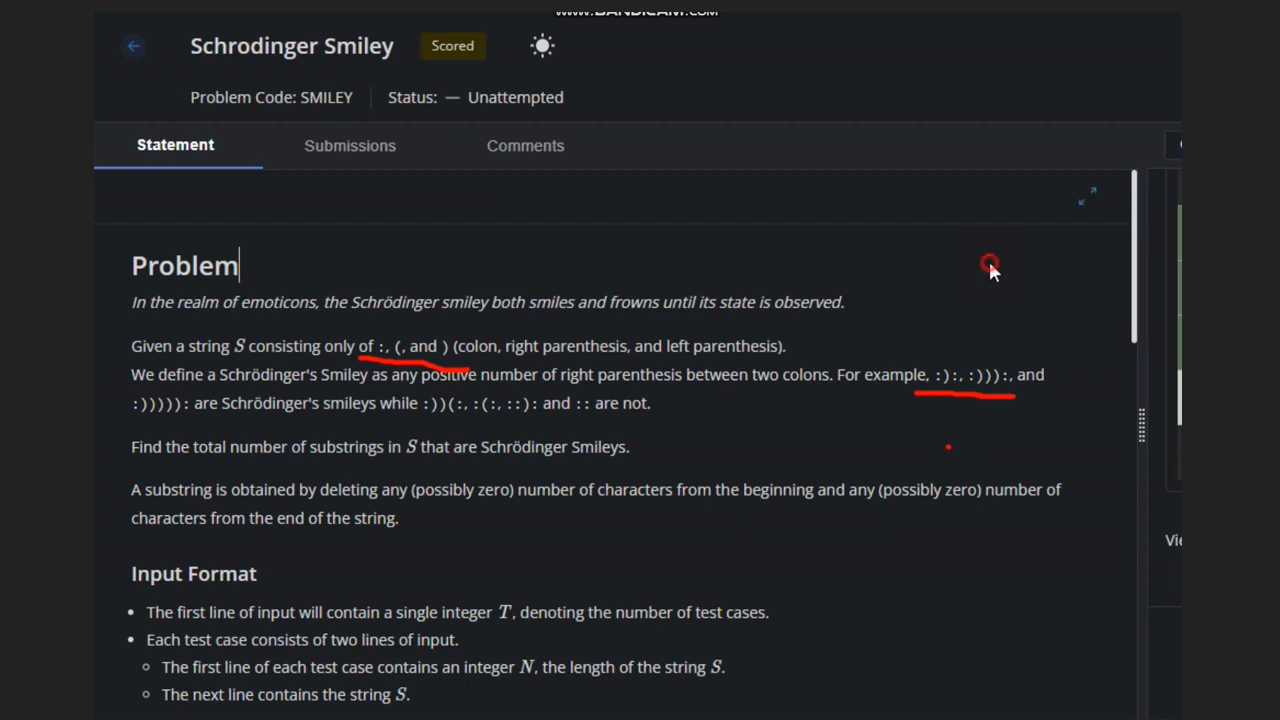 www.BANDICAM.com
Schrodinger Smiley Scored
Problem Code: SMILEY Status: — Unattempted
Statement Submissions Comments
Problem
In the realm of emoticons, the Schrödinger smiley both smiles and frowns until its state is observed.
Given a string S consisting only of :, (, and ) (colon, right parenthesis, and left parenthesis).
We define a Schrödinger's Smiley as any positive number of right parenthesis between two colons. For example, :):, :))):, and
:))))): are Schrödinger's smileys while :))(:, :(:, ::): and :: are not.
Find the total number of substrings in S that are Schrödinger Smileys.
A substring is obtained by deleting any (possibly zero) number of characters from the beginning and any (possibly zero) number of
characters from the end of the string.
Input Format
• The first line of input will contain a single integer T, denoting the number of test cases.
• Each test case consists of two lines of input.
◦ The first line of each test case contains an integer N, the length of the string S.
◦ The next line contains the string S.